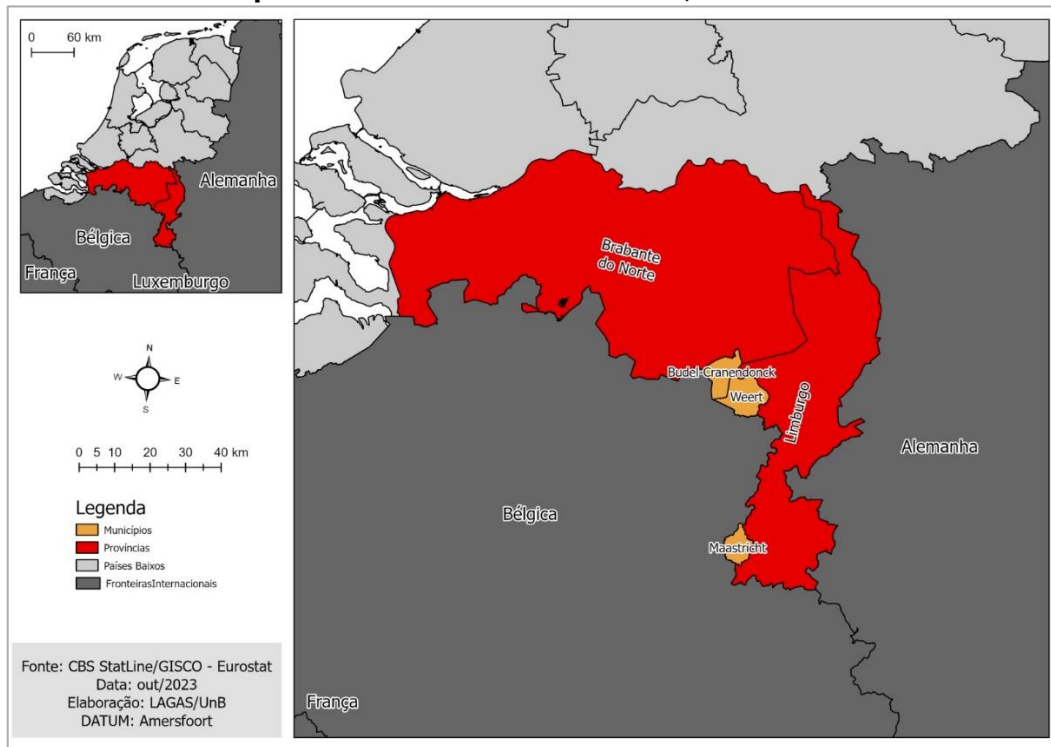 0 60 km
Alemanha
Bélgica
França
Luxemburgo
N
W E
S
0 5 10 20 30 40 km
Legenda
Municípios
Províncias
Países Baixos
FronteirasInternacionais
Fonte: CBS StatLine/GISCO - Eurostat
Data: out/2023
Elaboração: LAGAS/UnB
DATUM: Amersfoort
Brabante
do Norte
Budel-Cranendonck
Weert
Limburgo
Alemanha
Bélgica
Maastricht
França